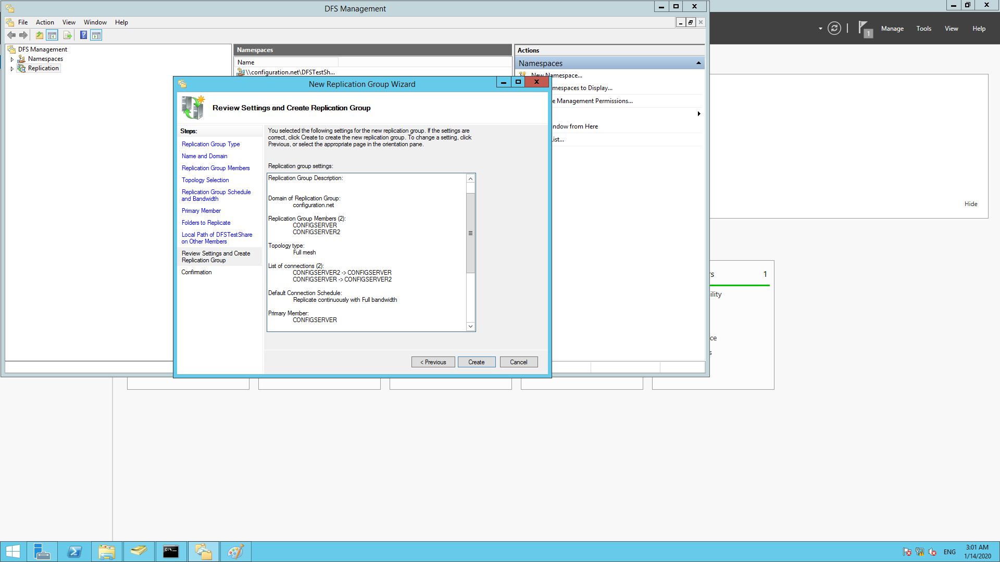 DFS Management
File Action View Window Help
1
Manage Tools View Help
DFS Management
Namespaces
Replication
Namespaces
Name
\\configuration.net\DFSTestSh...
Actions
Namespaces
New Namespace...
mespaces to Display...
e Management Permissions...
ndow from Here
ist...
New Replication Group Wizard
Review Settings and Create Replication Group
Steps:
Replication Group Type
Name and Domain
Replication Group Members
Topology Selection
Replication Group Schedule
and Bandwidth
Primary Member
Folders to Replicate
Local Path of DFSTestShare
on Other Members
Review Settings and Create
Replication Group
Confirmation
You selected the following settings for the new replication group. If the settings are
correct, click Create to create the new replication group. To change a setting, click
Previous, or select the appropriate page in the orientation pane.
Replication group settings:
Replication Group Description:
Domain of Replication Group:
configuration.net
Replication Group Members (2):
CONFIGSERVER
CONFIGSERVER2
Topology type:
Full mesh
List of connections (2):
CONFIGSERVER2 -> CONFIGSERVER
CONFIGSERVER -> CONFIGSERVER2
Default Connection Schedule:
Replicate continuously with Full bandwidth
Primary Member:
CONFIGSERVER
< Previous Create Cancel
Hide
rs 1
ility
ce
s
ENG
3:01 AM
1/14/2020